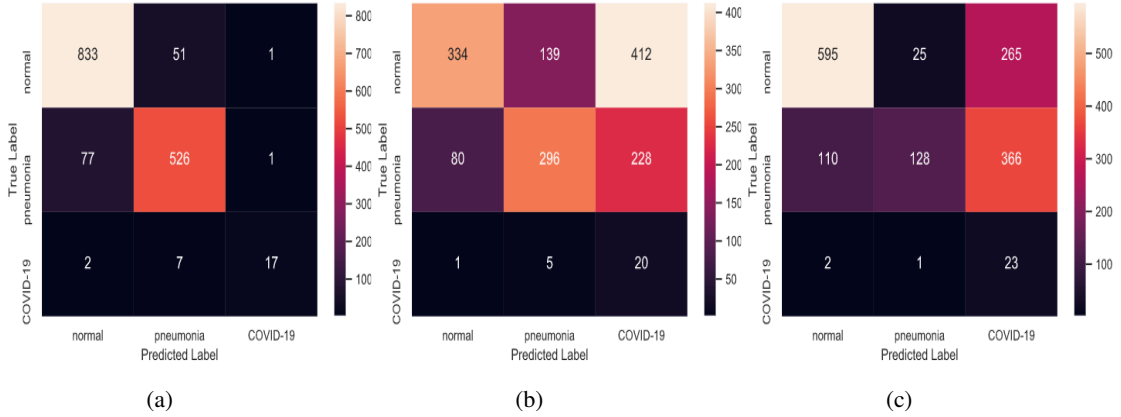 833 51 1
77 526 1
2 7 17
normal
pneumonia
COVID-19
True Label
normal pneumonia COVID-19
Predicted Label
800
700
600
500
400
300
200
100
(a)
334 139 412
80 296 228
1 5 20
normal
pneumonia
COVID-19
True Label
normal pneumonia COVID-19
Predicted Label
400
350
300
250
200
150
100
50
(b)
595 25 265
110 128 366
2 1 23
normal
pneumonia
COVID-19
True Label
normal pneumonia COVID-19
Predicted Label
500
400
300
200
100
(c)